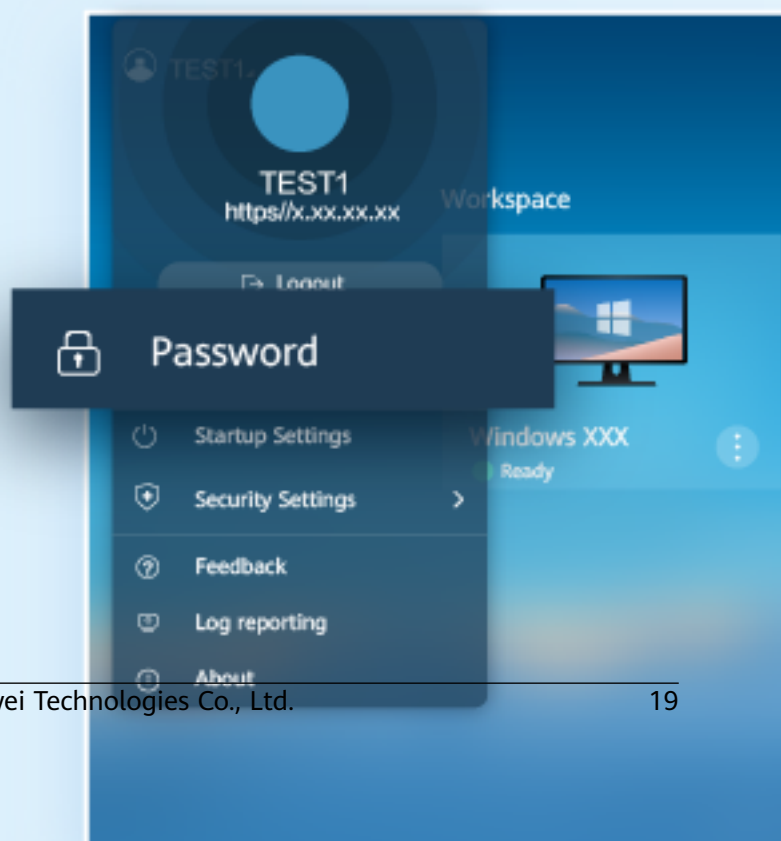 TEST1
TEST1
https//x.xx.xx.xx
Workspace
Logout
Password
Startup Settings
Windows XXX
Ready
Security Settings
Feedback
Log reporting
About
vei Technologies Co., Ltd. 19